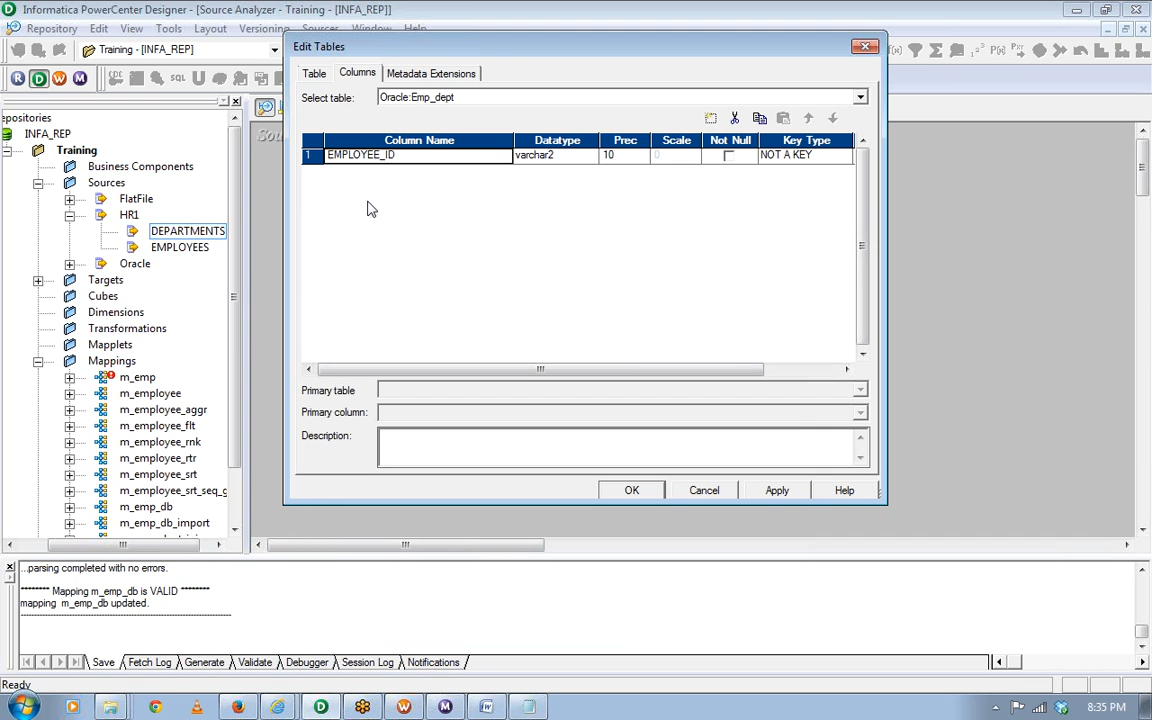 Informatica PowerCenter Designer - [Source Analyzer - Training - [INFA_REP]]
Repository Edit View Tools Layout Versioning Sources Window Help
Training - [INFA_REP]
Edit Tables
Table Columns Metadata Extensions
Select table: Oracle:Emp_dept
Column Name Datatype Prec Scale Not Null Key Type
1 EMPLOYEE_ID varchar2 10 0 NOT A KEY
Primary table
Primary column:
Description:
OK Cancel Apply Help
R D W M
SQL
epositories
INFA_REP
Training
Business Components
Sources
FlatFile
HR1
DEPARTMENTS
EMPLOYEES
Oracle
Targets
Cubes
Dimensions
Transformations
Mapplets
Mappings
m_emp
m_employee
m_employee_aggr
m_employee_flt
m_employee_rnk
m_employee_rtr
m_employee_srt
m_employee_srt_seq_g
m_emp_db
m_emp_db_import
...parsing completed with no errors.
******** Mapping m_emp_db is VALID ********
mapping m_emp_db updated.
Save Fetch Log Generate Validate Debugger Session Log Notifications
Ready
8:35 PM